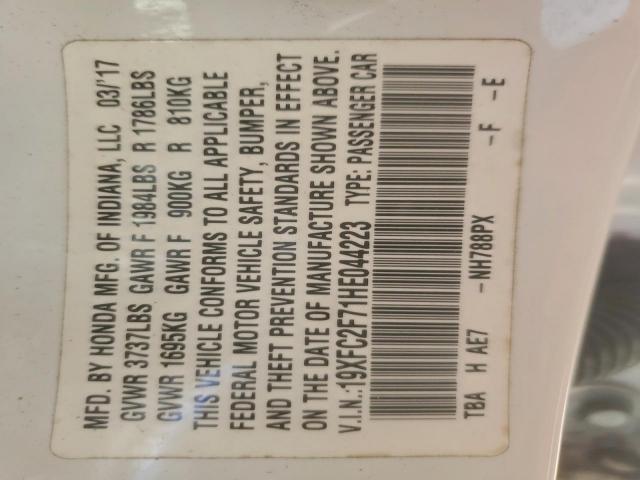 MFD. BY HONDA MFG. OF INDIANA, LLC 03/'17
GVWR 3737LBS GAWR F 1984LBS R 1786LBS
GVWR 1695KG GAWR F 900KG R 810KG
THIS VEHICLE CONFORMS TO ALL APPLICABLE
FEDERAL MOTOR VEHICLE SAFETY, BUMPER,
AND THEFT PREVENTION STANDARDS IN EFFECT
ON THE DATE OF MANUFACTURE SHOWN ABOVE.
V.I.N.:19XFC2F71HE044223 TYPE: PASSENGER CAR
TBA H AE7 -NH788PX -F -E